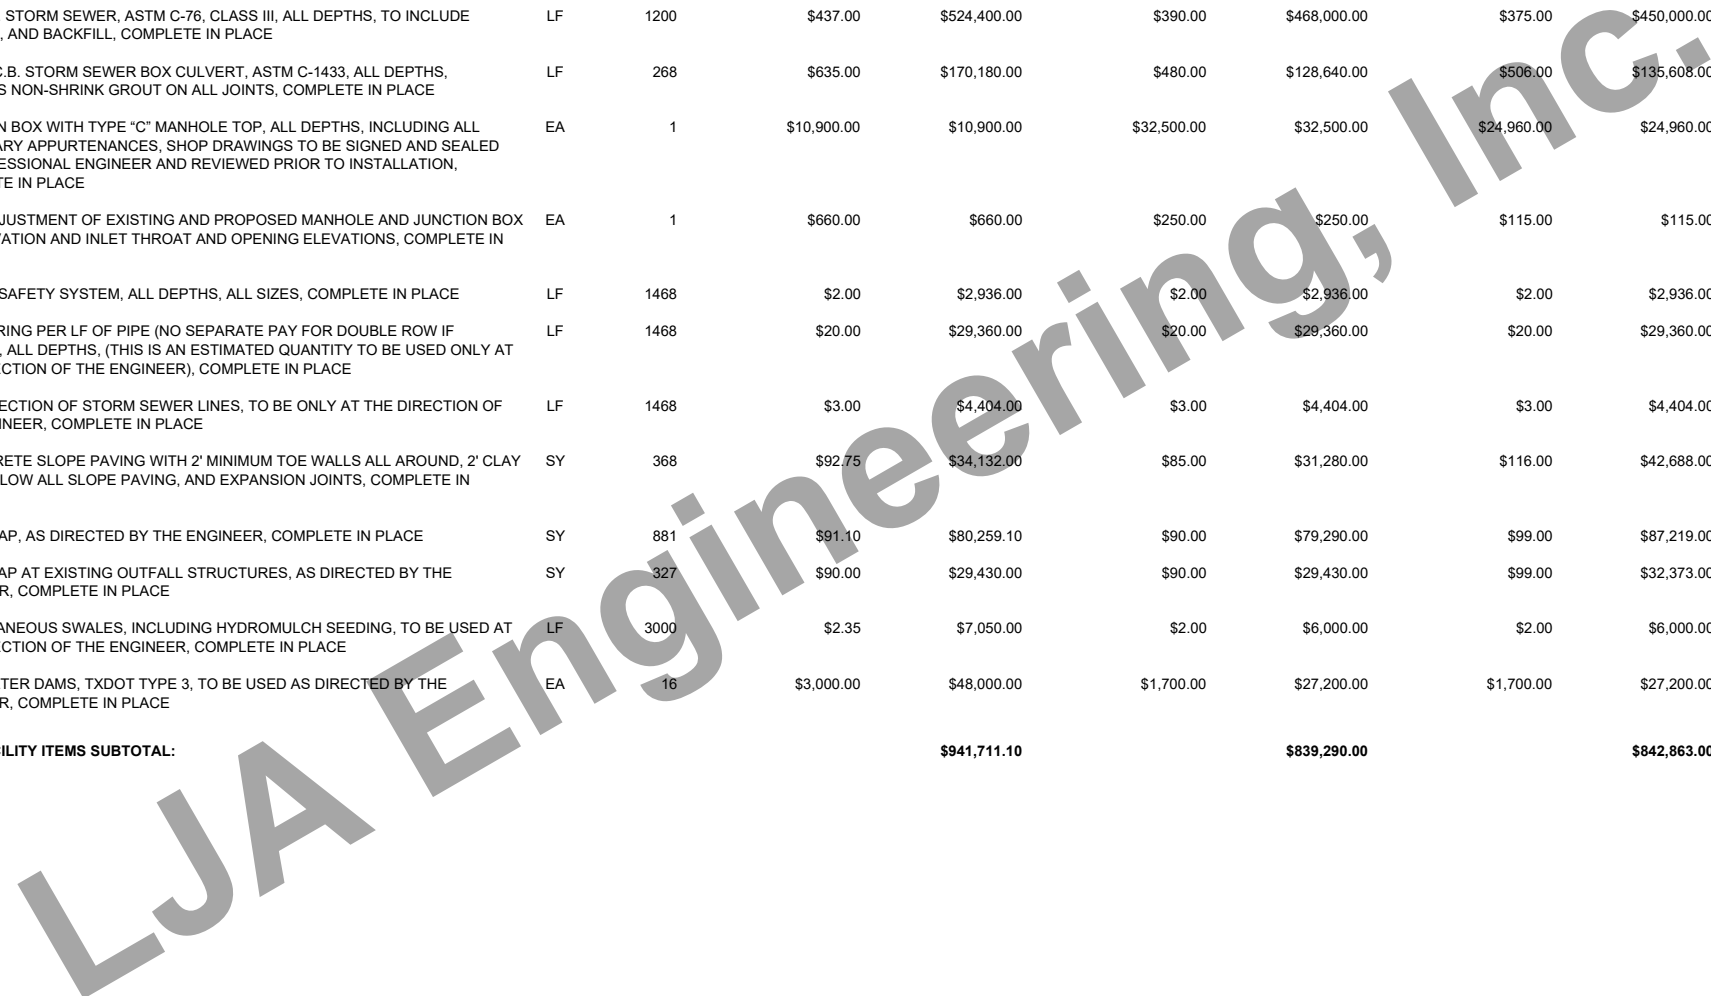 STORM SEWER, ASTM C-76, CLASS III, ALL DEPTHS, TO INCLUDE LF 1200 $437.00 $524,400.00 $390.00 $468,000.00 $375.00 $450,000.00
, AND BACKFILL, COMPLETE IN PLACE
C.B. STORM SEWER BOX CULVERT, ASTM C-1433, ALL DEPTHS, LF 268 $635.00 $170,180.00 $480.00 $128,640.00 $506.00 $135,608.00
S NON-SHRINK GROUT ON ALL JOINTS, COMPLETE IN PLACE
N BOX WITH TYPE “C” MANHOLE TOP, ALL DEPTHS, INCLUDING ALL EA 1 $10,900.00 $10,900.00 $32,500.00 $32,500.00 $24,960.00 $24,960.00
ARY APPURTENANCES, SHOP DRAWINGS TO BE SIGNED AND SEALED
ESSIONAL ENGINEER AND REVIEWED PRIOR TO INSTALLATION,
TE IN PLACE
JUSTMENT OF EXISTING AND PROPOSED MANHOLE AND JUNCTION BOX EA 1 $660.00 $660.00 $250.00 $250.00 $115.00 $115.00
VATION AND INLET THROAT AND OPENING ELEVATIONS, COMPLETE IN
SAFETY SYSTEM, ALL DEPTHS, ALL SIZES, COMPLETE IN PLACE LF 1468 $2.00 $2,936.00 $2.00 $2,936.00 $2.00 $2,936.00
RING PER LF OF PIPE (NO SEPARATE PAY FOR DOUBLE ROW IF LF 1468 $20.00 $29,360.00 $20.00 $29,360.00 $20.00 $29,360.00
, ALL DEPTHS, (THIS IS AN ESTIMATED QUANTITY TO BE USED ONLY AT
ECTION OF THE ENGINEER), COMPLETE IN PLACE
ECTION OF STORM SEWER LINES, TO BE ONLY AT THE DIRECTION OF LF 1468 $3.00 $4,404.00 $3.00 $4,404.00 $3.00 $4,404.00
INEER, COMPLETE IN PLACE
RETE SLOPE PAVING WITH 2' MINIMUM TOE WALLS ALL AROUND, 2' CLAY SY 368 $92.75 $34,132.00 $85.00 $31,280.00 $116.00 $42,688.00
LOW ALL SLOPE PAVING, AND EXPANSION JOINTS, COMPLETE IN
AP, AS DIRECTED BY THE ENGINEER, COMPLETE IN PLACE SY 881 $91.10 $80,259.10 $90.00 $79,290.00 $99.00 $87,219.00
AP AT EXISTING OUTFALL STRUCTURES, AS DIRECTED BY THE SY 327 $90.00 $29,430.00 $90.00 $29,430.00 $99.00 $32,373.00
R, COMPLETE IN PLACE
ANEOUS SWALES, INCLUDING HYDROMULCH SEEDING, TO BE USED AT LF 3000 $2.35 $7,050.00 $2.00 $6,000.00 $2.00 $6,000.00
ECTION OF THE ENGINEER, COMPLETE IN PLACE
TER DAMS, TXDOT TYPE 3, TO BE USED AS DIRECTED BY THE EA 16 $3,000.00 $48,000.00 $1,700.00 $27,200.00 $1,700.00 $27,200.00
R, COMPLETE IN PLACE
ILITY ITEMS SUBTOTAL: $941,711.10 $839,290.00 $842,863.00
LJA Engineering, Inc.